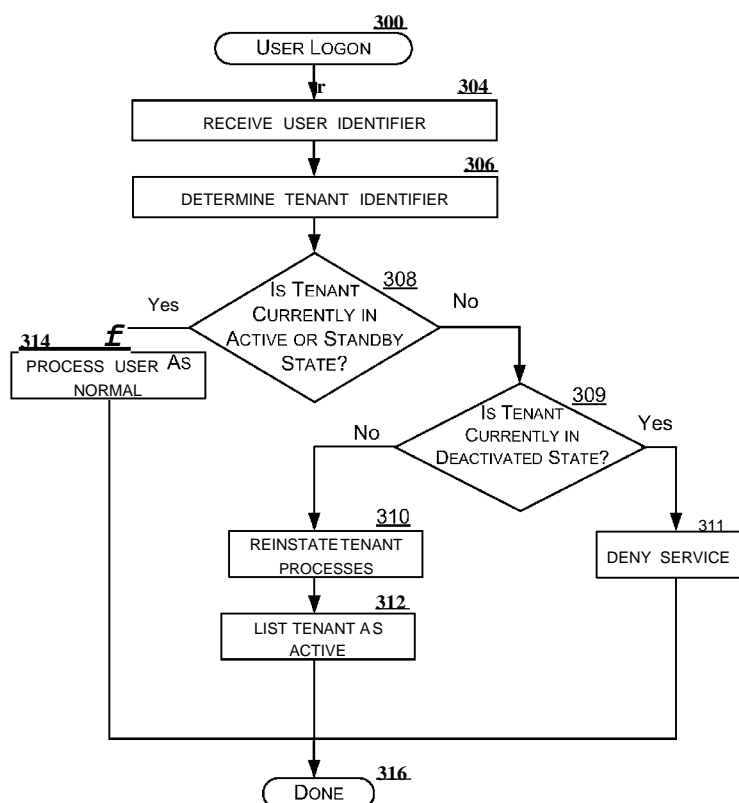 300
USER LOGON
r
304
RECEIVE USER IDENTIFIER
306
DETERMINE TENANT IDENTIFIER
308
IS TENANT
CURRENTLY IN
ACTIVE OR STANDBY
STATE?
Yes
No
314 f
PROCESS USER AS
NORMAL
309
IS TENANT
CURRENTLY IN
DEACTIVATED STATE?
No
Yes
310
REINSTATE TENANT
PROCESSES
311
DENY SERVICE
312
LIST TENANT AS
ACTIVE
316
DONE